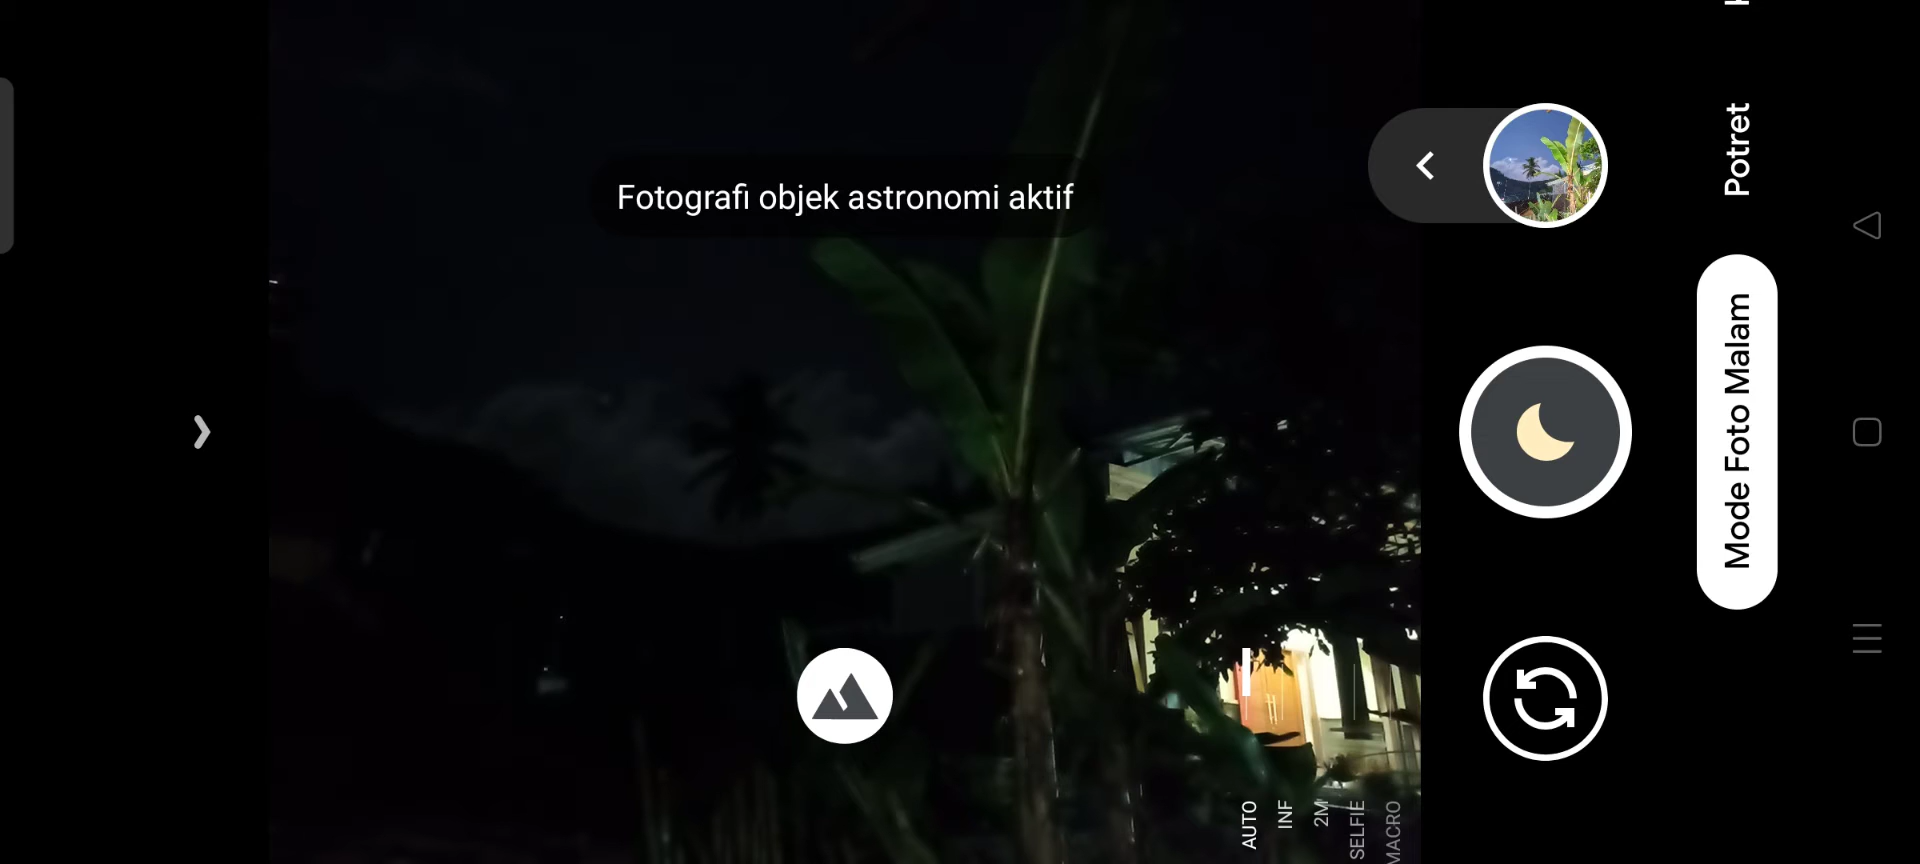 Fotografi objek astronomi aktif
Potret
Mode Foto Malam
AUTO
INF
2M
SELFIE
MACRO